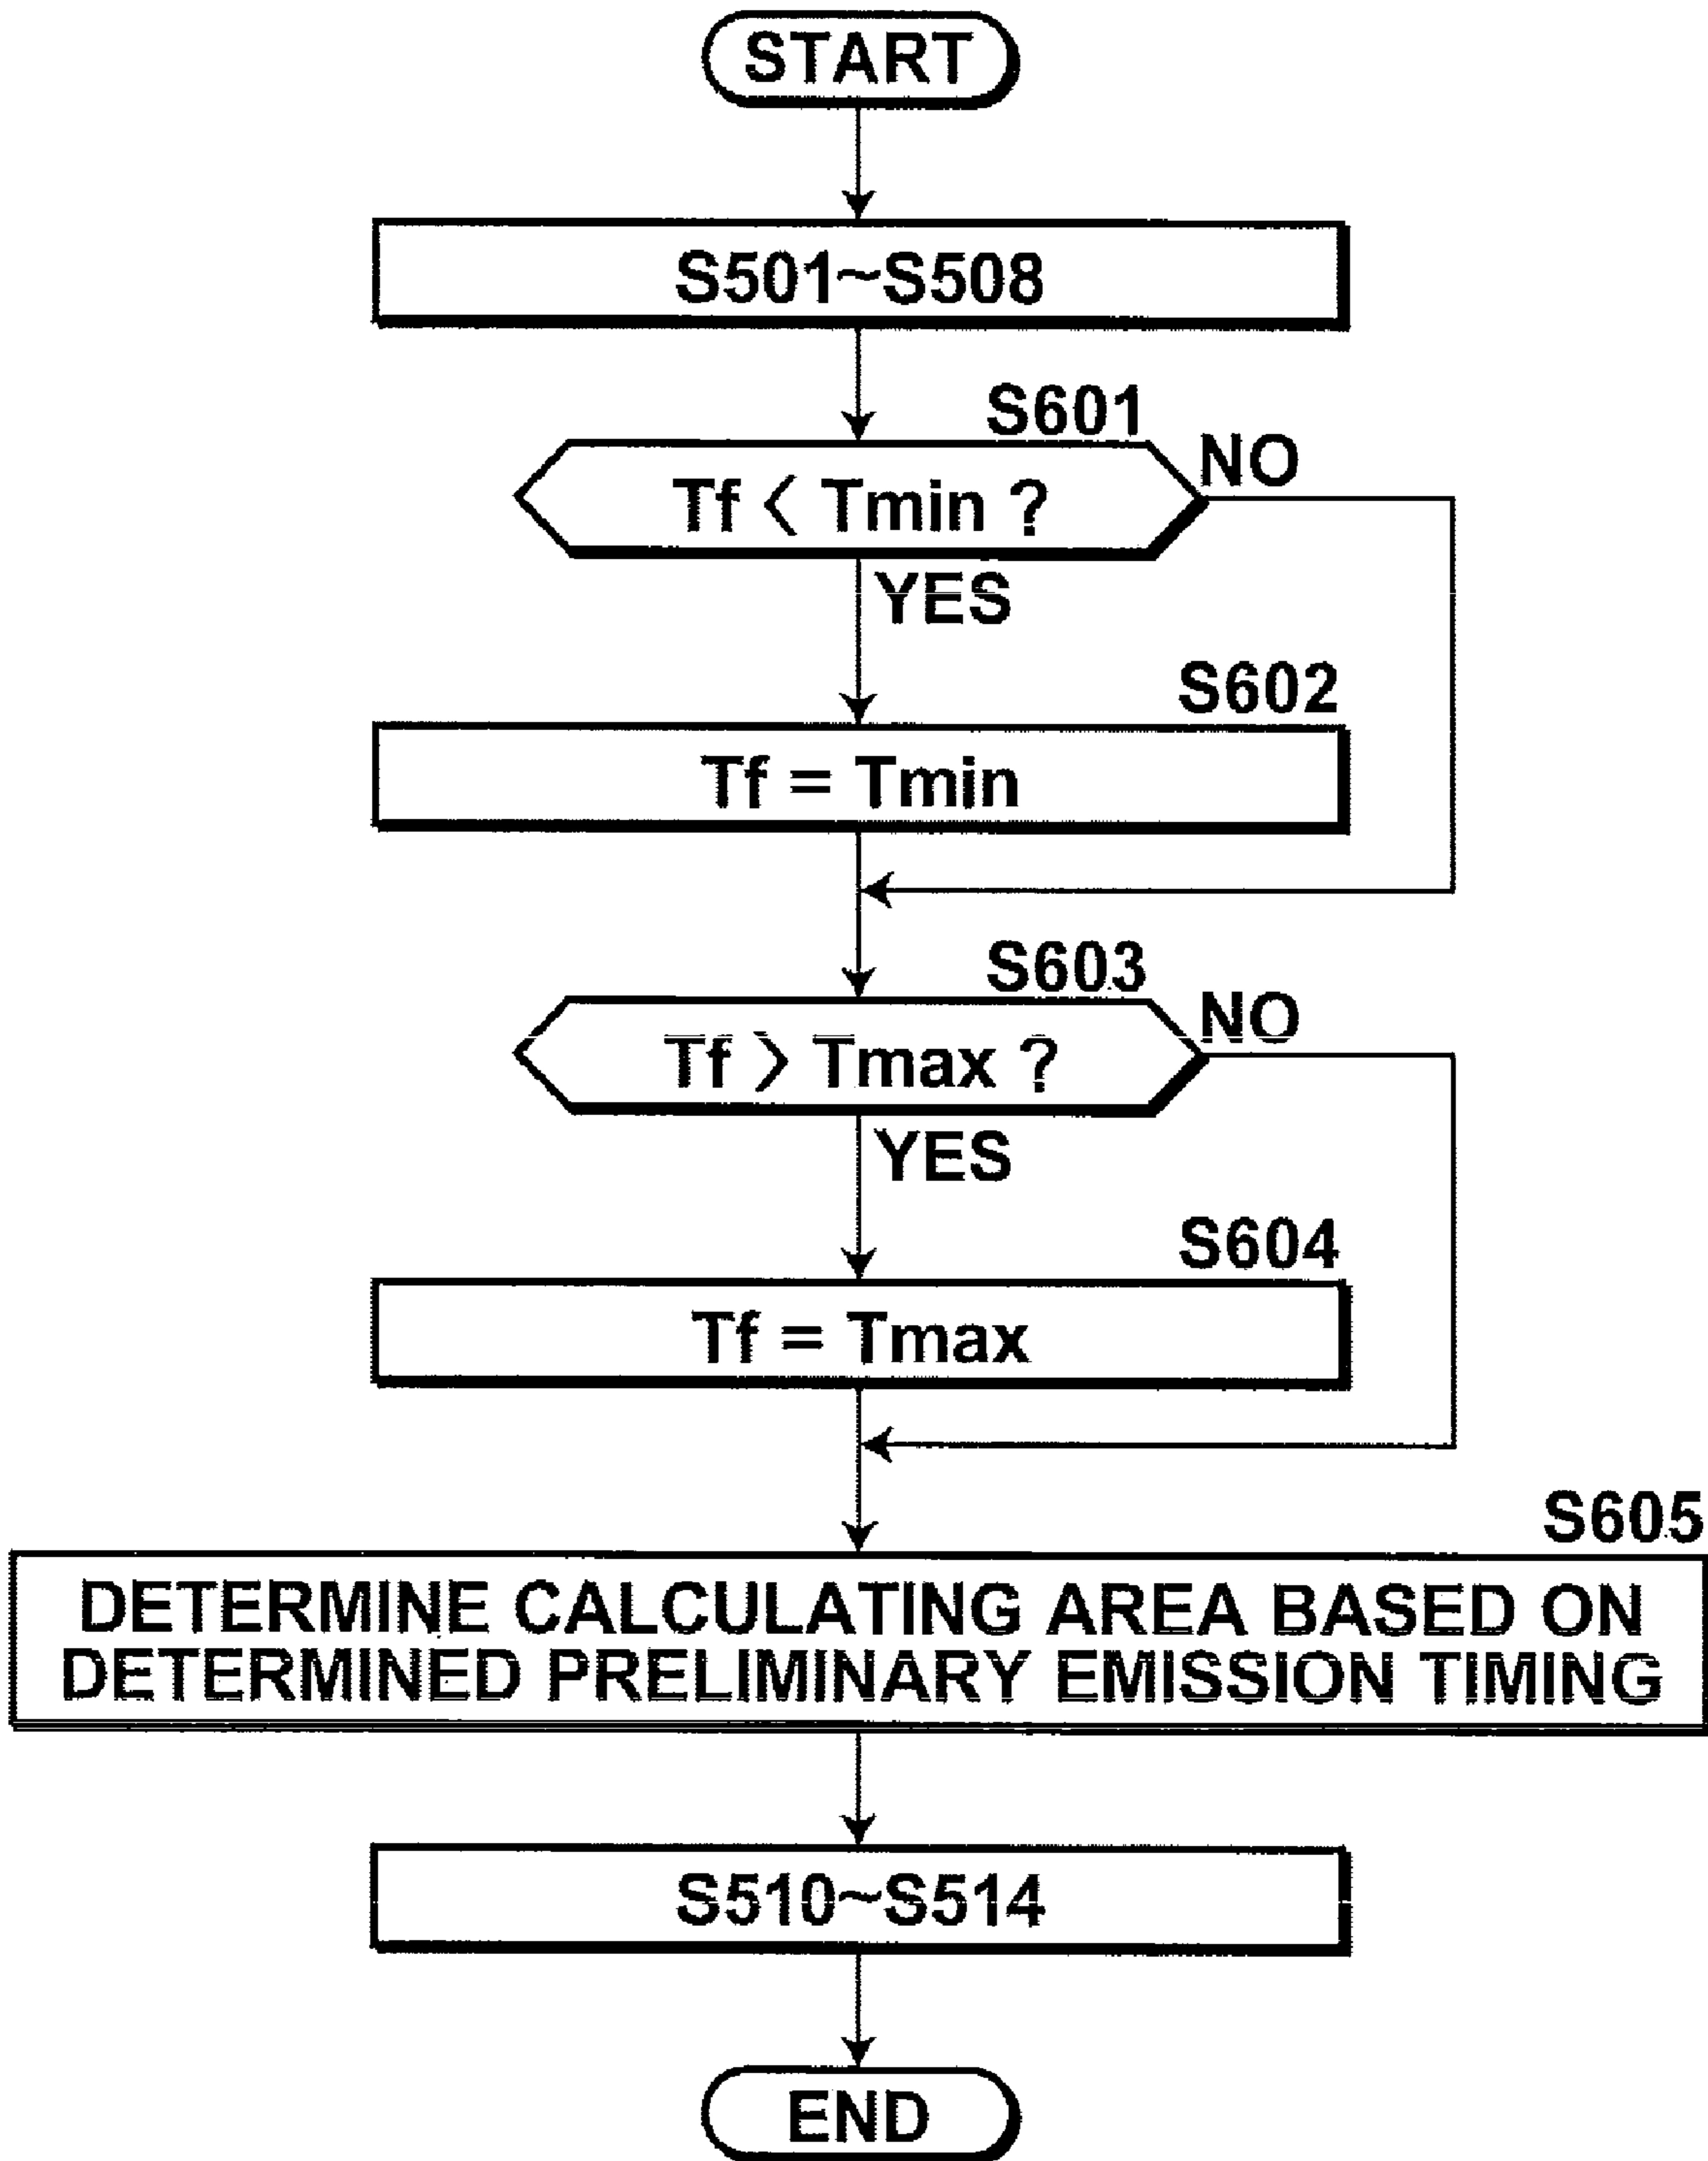 START
S501~S508
S601
NO
Tf < Tmin ?
YES
S602
Tf = Tmin
S603
NO
Tf > Tmax ?
YES
S604
Tf = Tmax
S605
DETERMINE CALCULATING AREA BASED ON
DETERMINED PRELIMINARY EMISSION TIMING
S510~S514
END